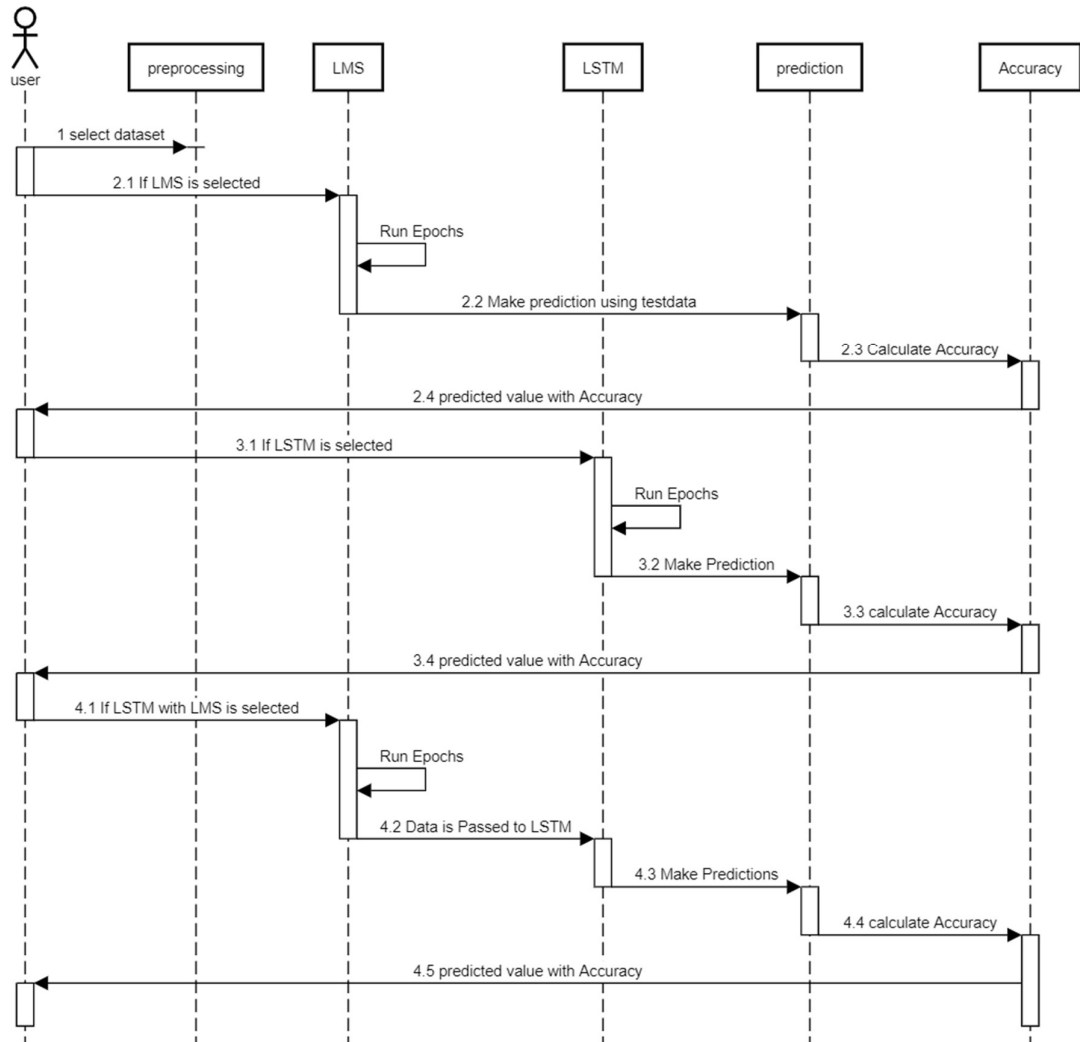 user
preprocessing
LMS
LSTM
prediction
Accuracy
1 select dataset
2.1 If LMS is selected
Run Epochs
2.2 Make prediction using testdata
2.3 Calculate Accuracy
2.4 predicted value with Accuracy
3.1 If LSTM is selected
Run Epochs
3.2 Make Prediction
3.3 calculate Accuracy
3.4 predicted value with Accuracy
4.1 If LSTM with LMS is selected
Run Epochs
4.2 Data is Passed to LSTM
4.3 Make Predictions
4.4 calculate Accuracy
4.5 predicted value with Accuracy